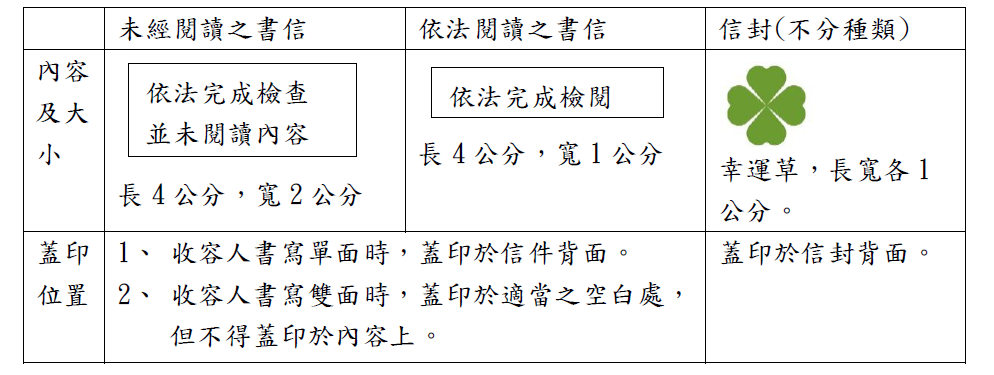 未經閱讀之書信
依法閱讀之書信
信封(不分種類)
內容
及大
小
依法完成檢查
並未閱讀內容
長 4 公分，寬 2 公分
依法完成檢閱
長 4 公分，寬 1 公分
幸運草，長寬各 1
公分。
蓋印
位置
1、 收容人書寫單面時，蓋印於信件背面。
2、 收容人書寫雙面時，蓋印於適當之空白處，
但不得蓋印於內容上。
蓋印於信封背面。